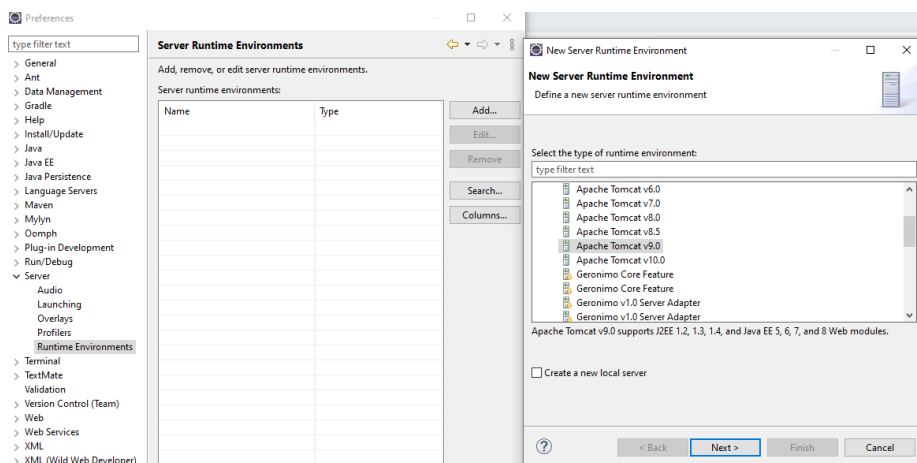 Preferences
type filter text
General
Ant
Data Management
Gradle
Help
Install/Update
Java
Java EE
Java Persistence
Language Servers
Maven
Mylyn
Oomph
Plug-in Development
Run/Debug
Server
Audio
Launching
Overlays
Profilers
Runtime Environments
Terminal
TextMate
Validation
Version Control (Team)
Web
Web Services
XML
XML (Wild Web Developer)
Server Runtime Environments
Add, remove, or edit server runtime environments.
Server runtime environments:
Name Type
Add...
Edit...
Remove
Search...
Columns...
New Server Runtime Environment
New Server Runtime Environment
Define a new server runtime environment
Select the type of runtime environment:
type filter text
Apache Tomcat v6.0
Apache Tomcat v7.0
Apache Tomcat v8.0
Apache Tomcat v8.5
Apache Tomcat v9.0
Apache Tomcat v10.0
Geronimo Core Feature
Geronimo Core Feature
Geronimo v1.0 Server Adapter
Geronimo v1.0 Server Adapter
Apache Tomcat v9.0 supports J2EE 1.2, 1.3, 1.4, and Java EE 5, 6, 7, and 8 Web modules.
Create a new local server
? < Back Next > Finish Cancel